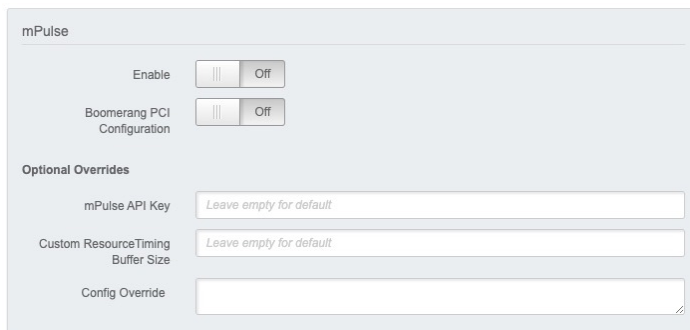 mPulse
Enable
Off
Boomerang PCI
Configuration
Off
Optional Overrides
mPulse API Key
Leave empty for default
Custom ResourceTiming
Buffer Size
Leave empty for default
Config Override